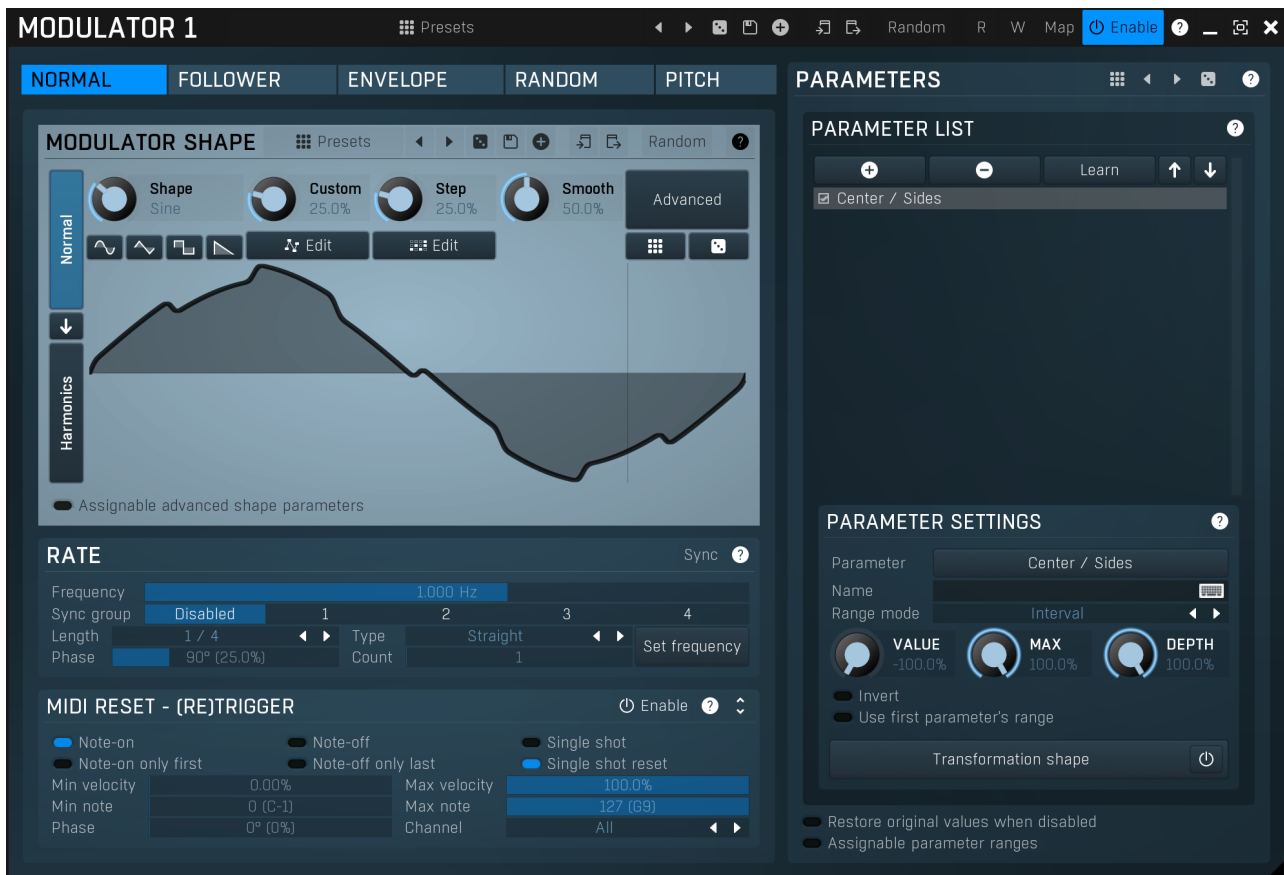 MODULATOR 1 Presets Random R W Map Enable ?
NORMAL FOLLOWER ENVELOPE RANDOM PITCH
MODULATOR SHAPE Presets Random ?
Normal
Harmonics
Shape Custom Step Smooth Advanced
Sine 25.0% 25.0% 50.0%
Edit Edit
Assignable advanced shape parameters
RATE Sync ?
Frequency 1.000 Hz
Sync group Disabled 1 2 3 4
Length 1 / 4 Type Straight Set frequency
Phase 90° (25.0%) Count 1
MIDI RESET - (RE)TRIGGER Enable ?
Note-on Note-off Single shot
Note-on only first Note-off only last Single shot reset
Min velocity 0.00% Max velocity 100.0%
Min note 0 (C-1) Max note 127 (G9)
Phase 0° (0%) Channel All
PARAMETERS ?
PARAMETER LIST ?
Learn
Center / Sides
PARAMETER SETTINGS ?
Parameter Center / Sides
Name
Range mode Interval
VALUE MAX DEPTH
-100.0% 100.0% 100.0%
Invert
Use first parameter's range
Transformation shape
Restore original values when disabled
Assignable parameter ranges